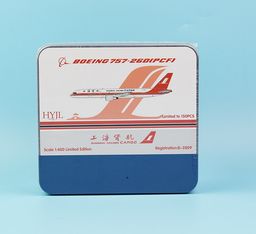 BOEING 757-26D(PCF)
HYJL
Limited to 150PCS
上海货航
SHANGHAI AIRLINES CARGO
Scale 1:400 Limited Edition
Registration:B-2809